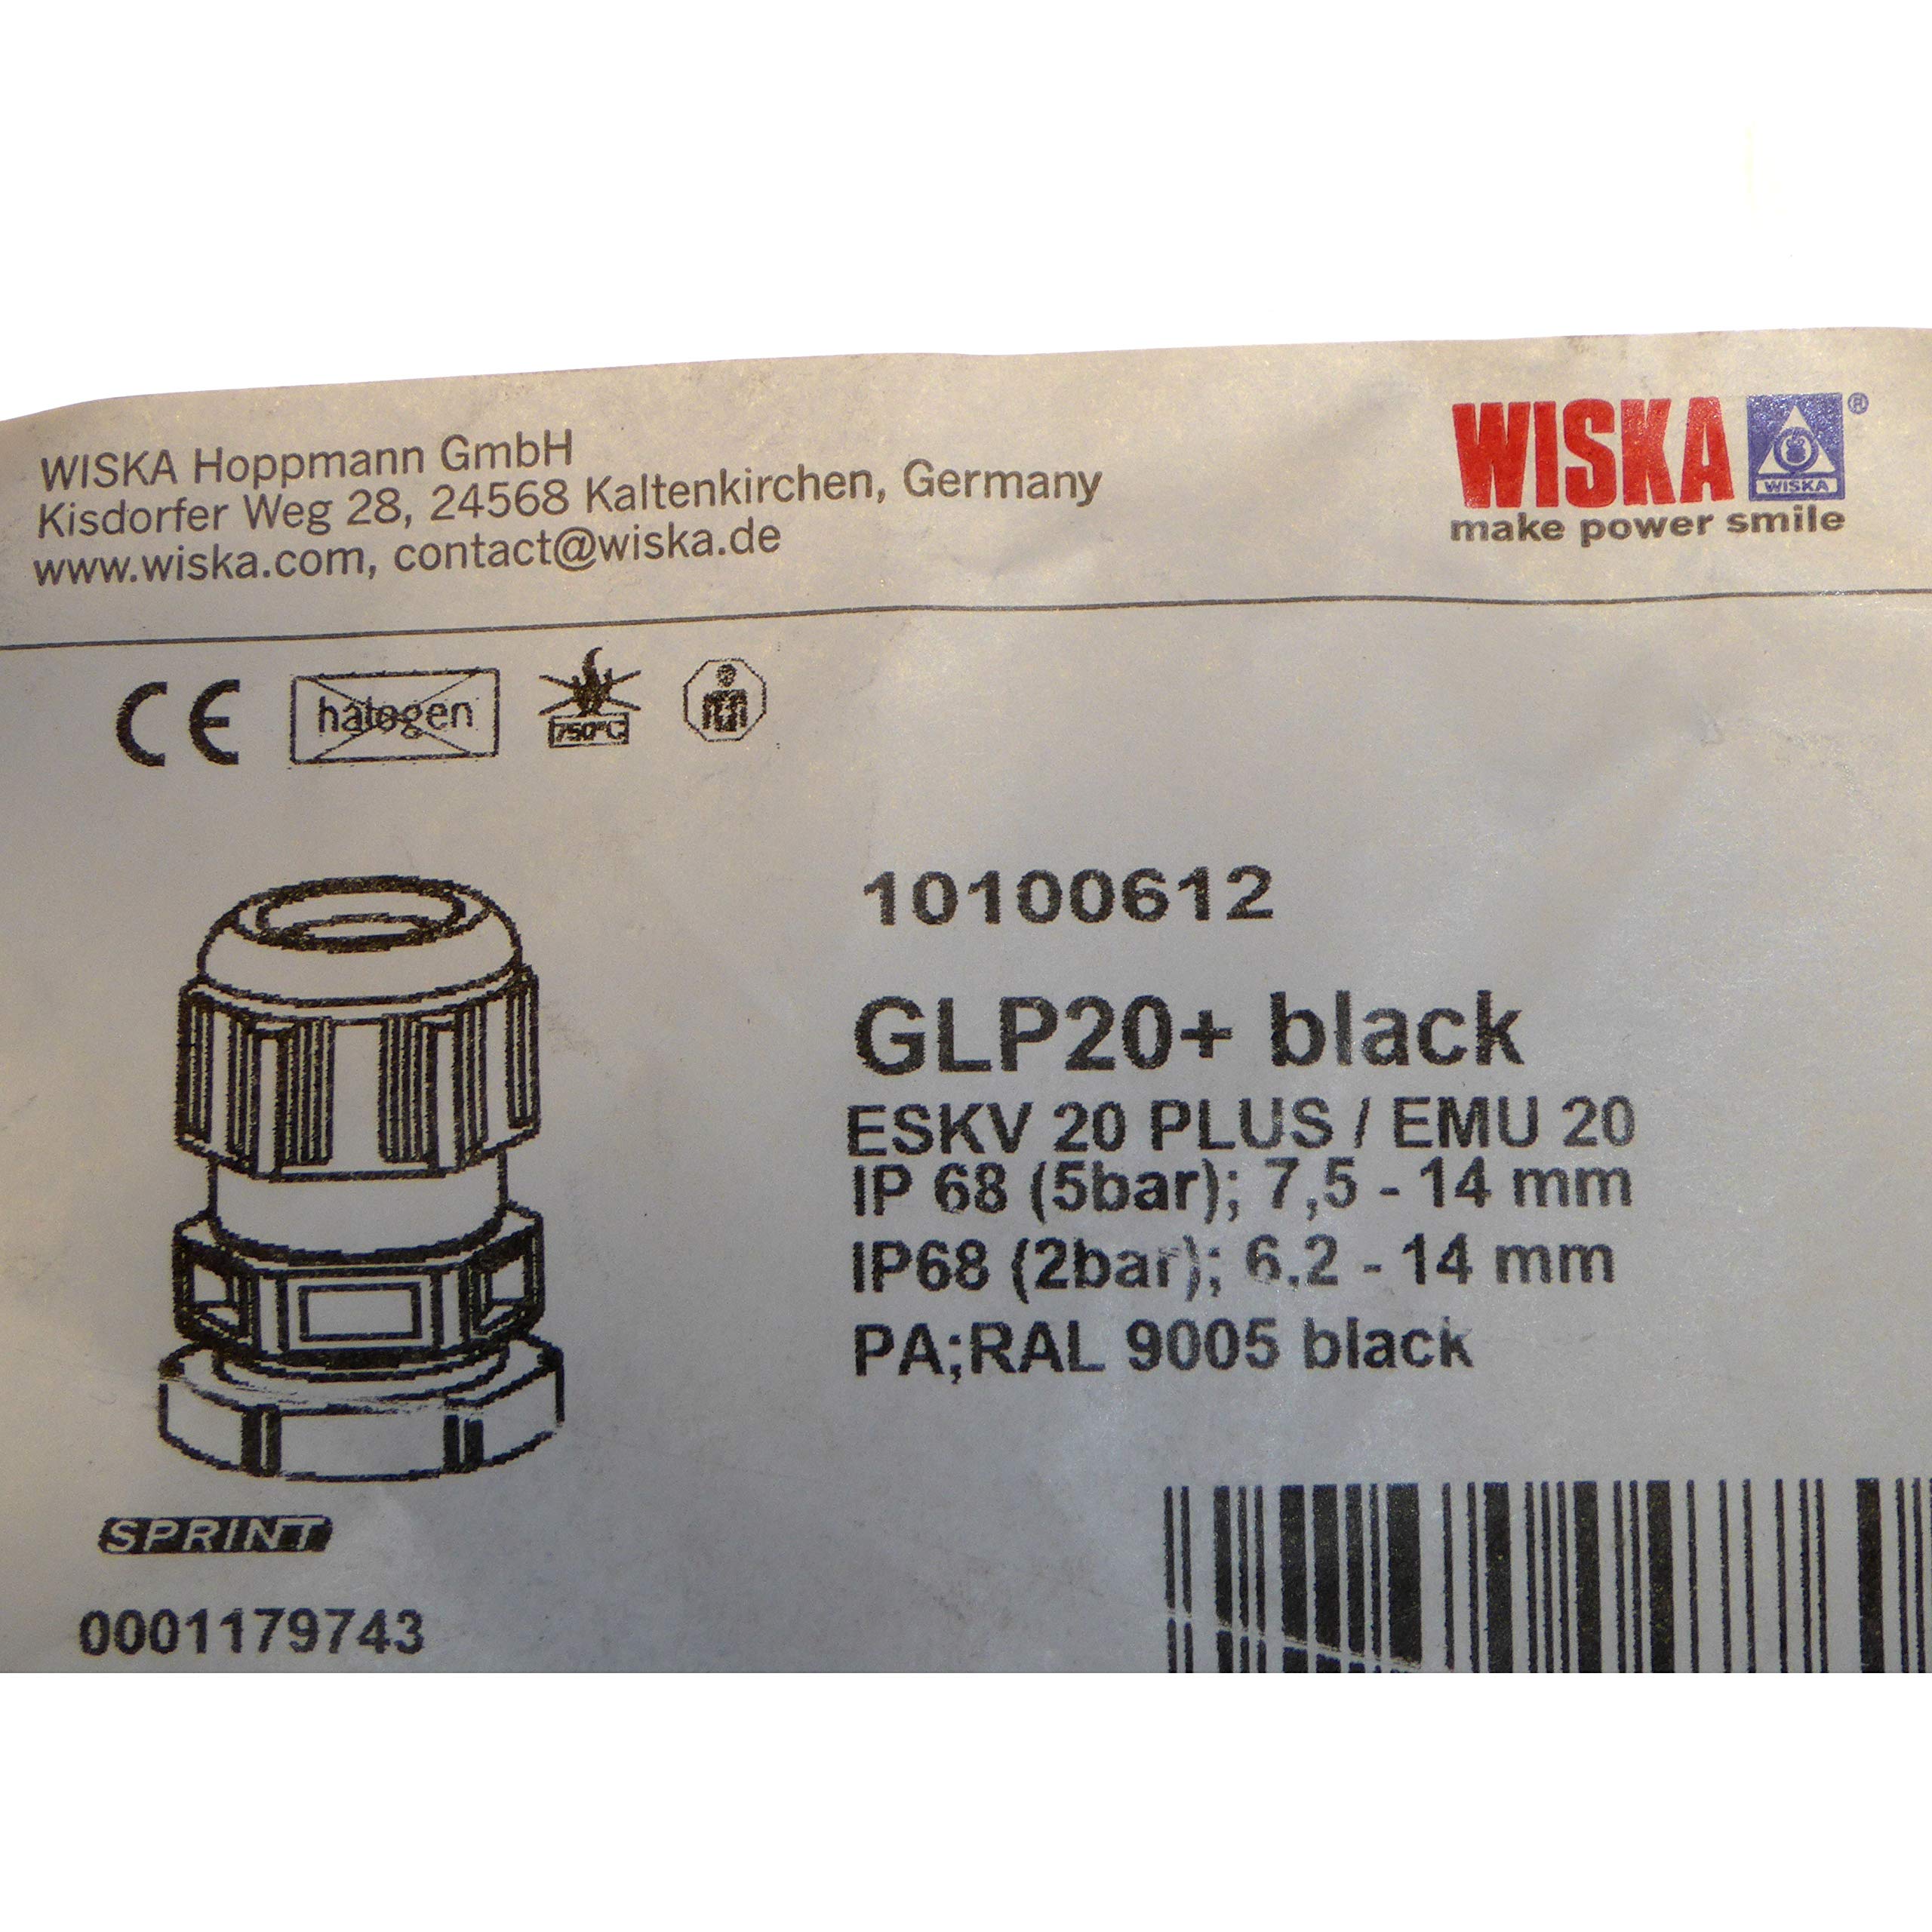 WISKA Hoppmann GmbH
Kisdorfer Weg 28, 24568 Kaltenkirchen, Germany
www.wiska.com, contact@wiska.de
WISKA ®
WISKA
make power smile
CE
halogen
750°C
10100612
GLP20+ black
ESKV 20 PLUS / EMU 20
IP 68 (5bar); 7,5 - 14 mm
IP68 (2bar); 6,2 - 14 mm
PA;RAL 9005 black
SPRINT
0001179743